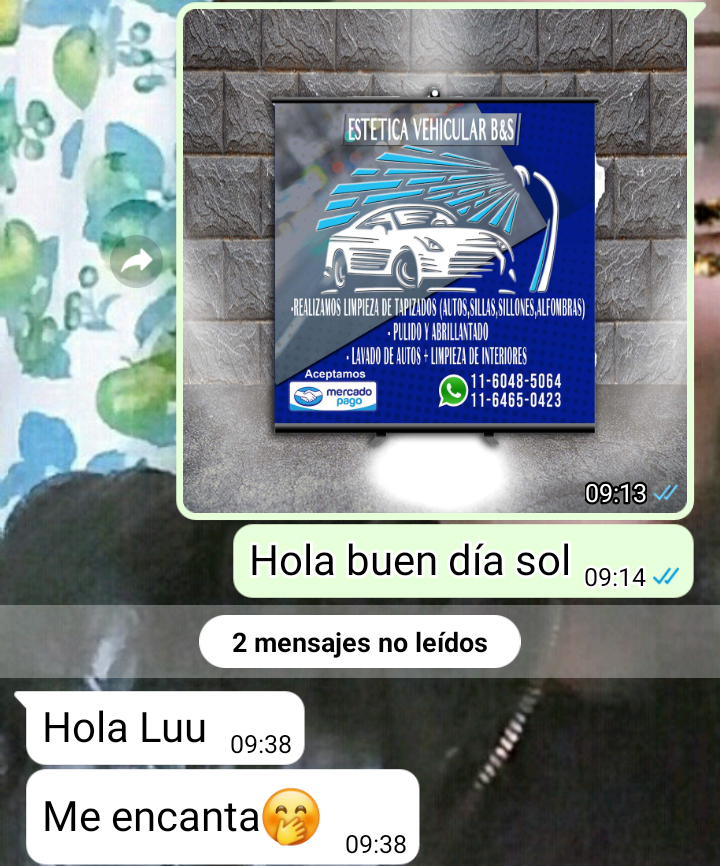 ESTETICA VEHICULAR B&S
•REALIZAMOS LIMPIEZA DE TAPIZADOS (AUTOS,SILLAS,SILLONES,ALFOMBRAS)
• PULIDO Y ABRILLANTADO
• LAVADO DE AUTOS + LIMPIEZA DE INTERIORES
Aceptamos
mercado
pago
11-6048-5064
11-6465-0423
09:13
Hola buen día sol 09:14
2 mensajes no leídos
Hola Luu 09:38
Me encanta🤭 09:38